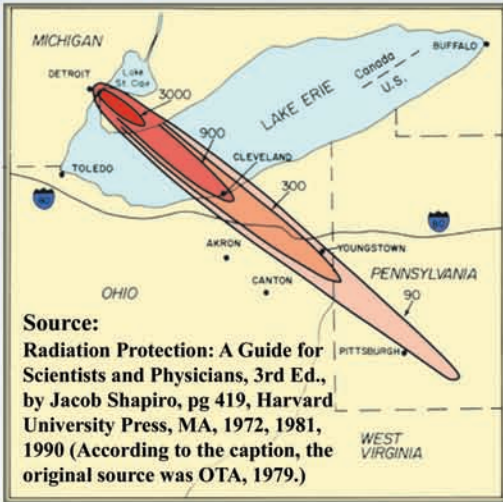 MICHIGAN
BUFFALO
DETROIT
Lake
St. Clair
Canada
U.S.
3000
LAKE ERIE
900
CLEVELAND
TOLEDO
300
80
80
AKRON
YOUNGSTOWN
CANTON
PENNSYLVANIA
OHIO
90
Source:
Radiation Protection: A Guide for
Scientists and Physicians, 3rd Ed.,
by Jacob Shapiro, pg 419, Harvard
University Press, MA, 1972, 1981,
1990 (According to the caption, the
original source was OTA, 1979.)
PITTSBURGH
WEST
VIRGINIA